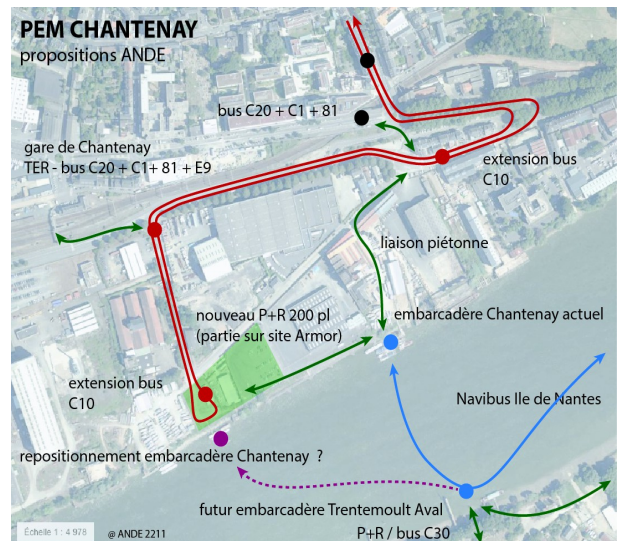 PEM CHANTENAY
propositions ANDE
bus C20 + C1 + 81
gare de Chantenay
TER - bus C20 + C1+ 81 + E9
extension bus
C10
liaison piétonne
nouveau P+R 200 pl
(partie sur site Armor)
embarcadère Chantenay actuel
extension bus
C10
Navibus Ile de Nantes
repositionnement embarcadère Chantenay ?
futur embarcadère Trentemoult Aval
P+R / bus C30
Échelle 1 : 4 978
@ ANDE 2211